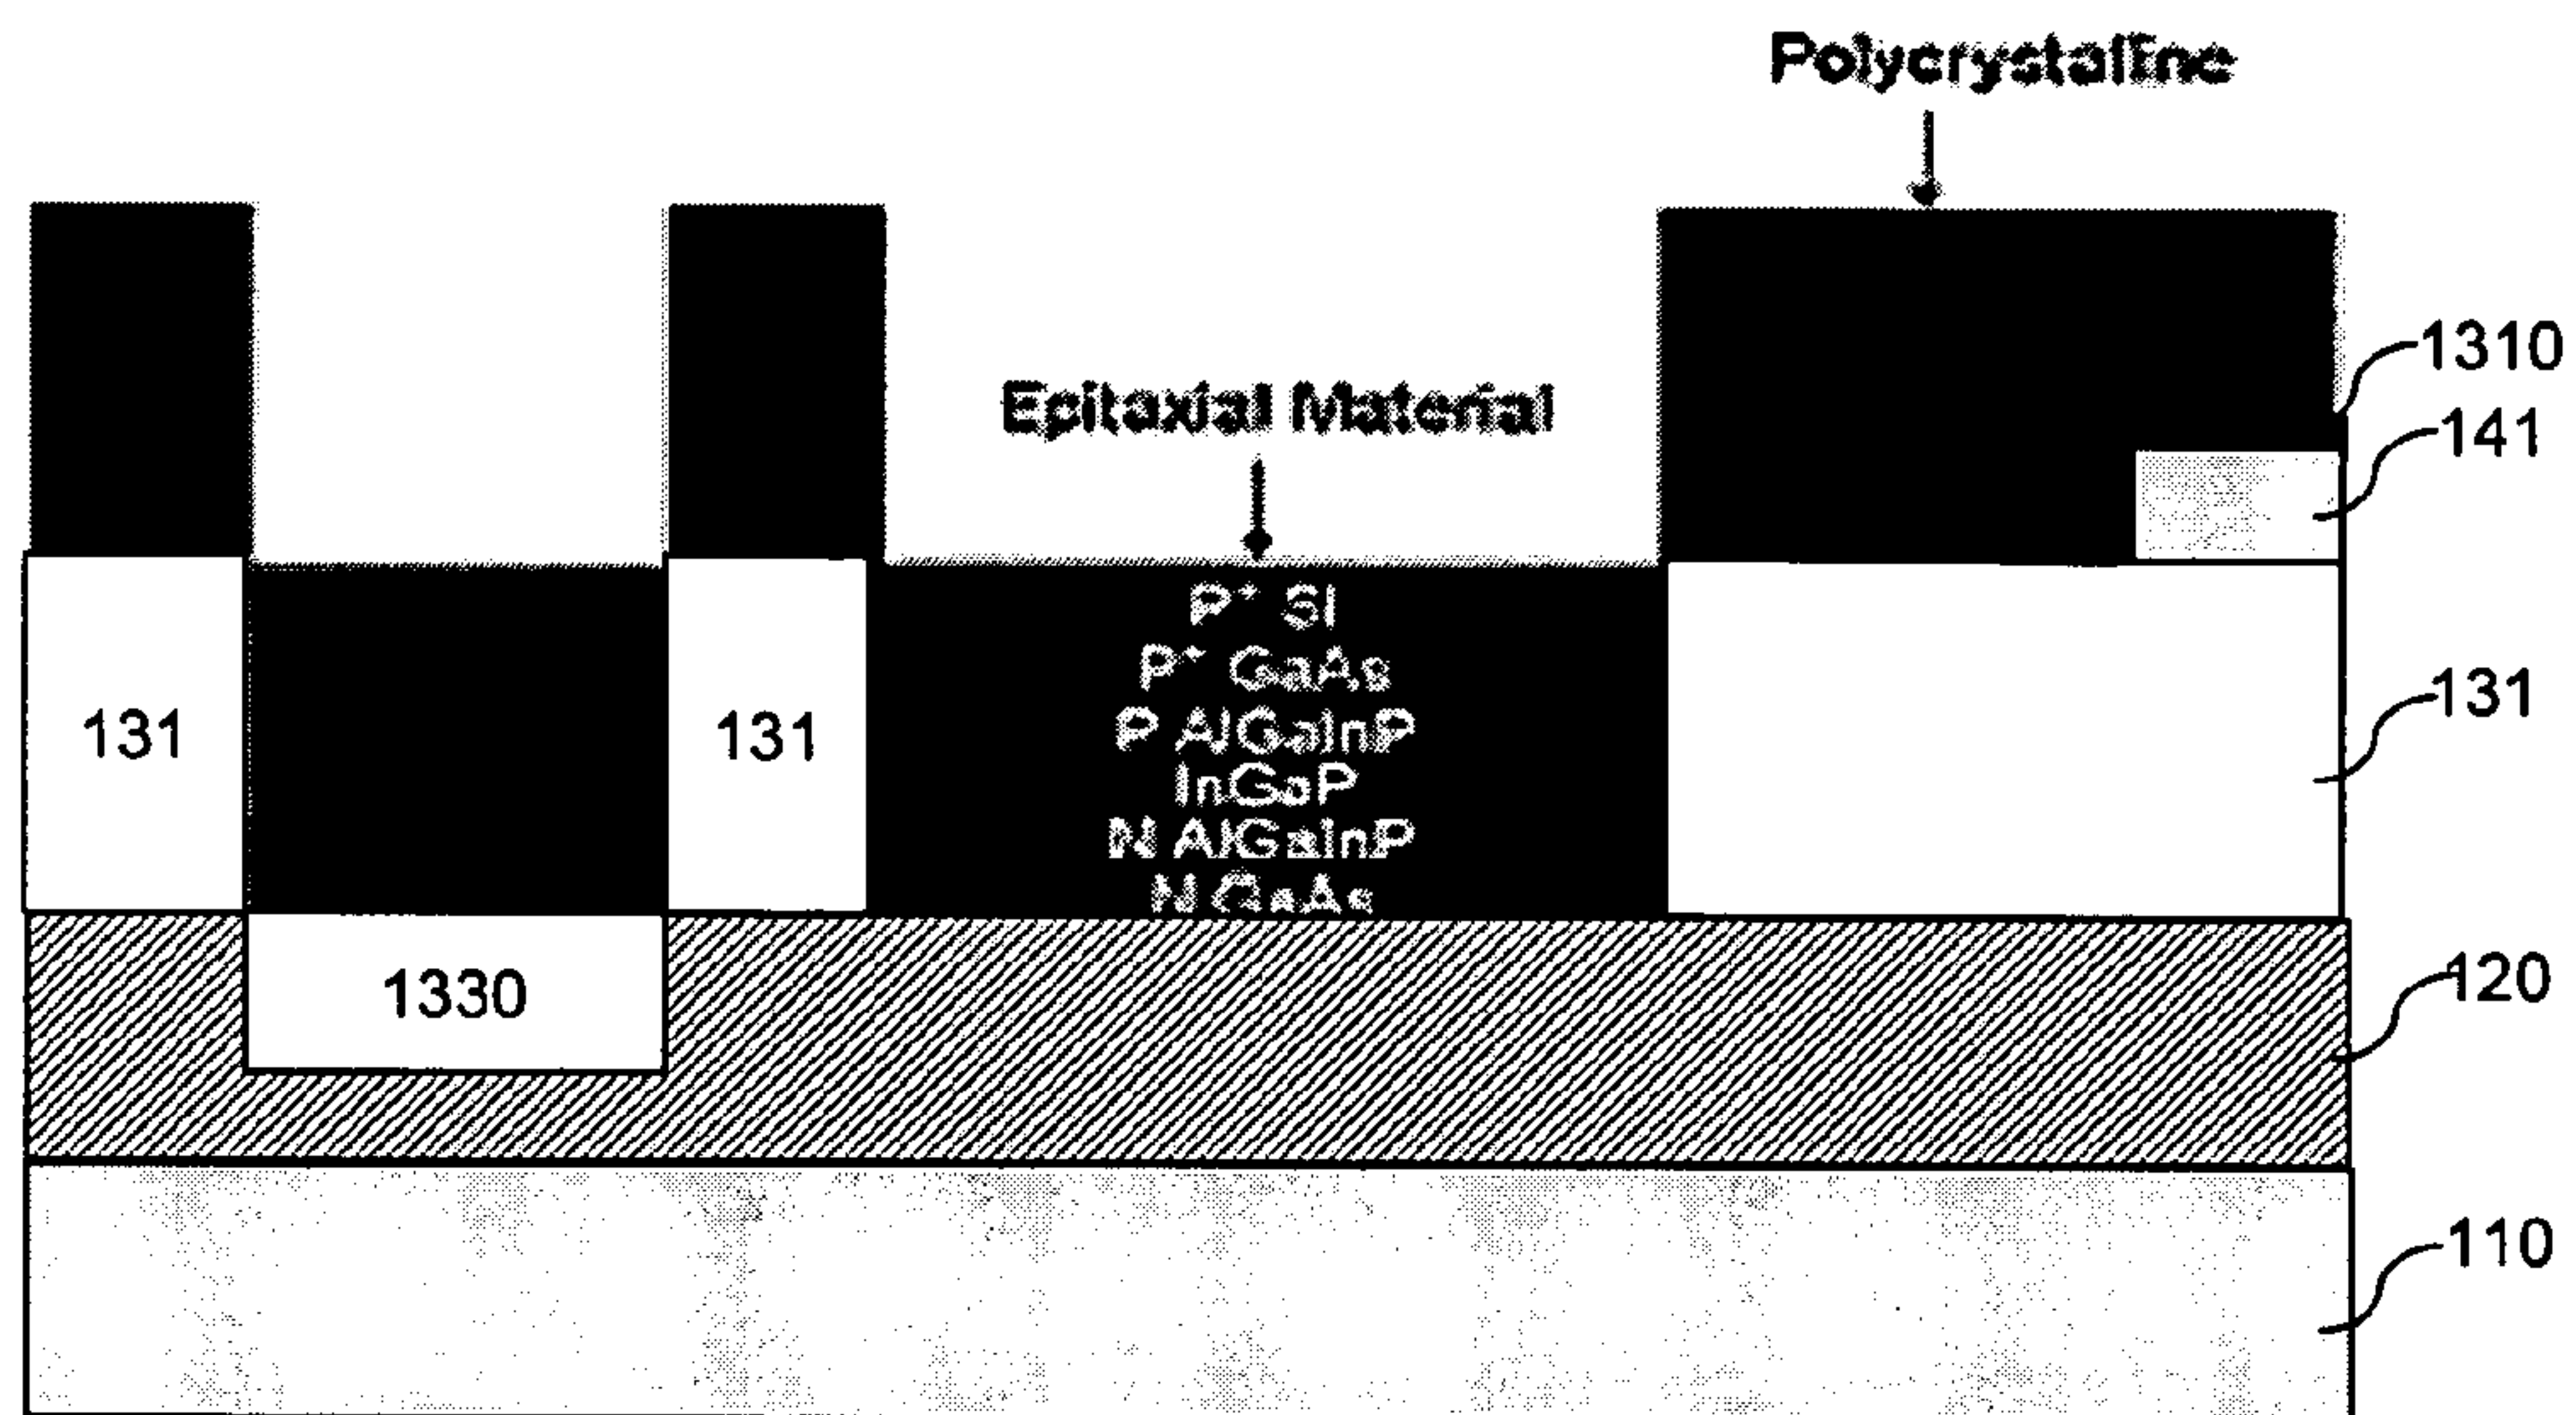 Polycrystalline
1310
141
Epitaxial Material
P+ Si
P+ GaAs
P AlGaInP
InGaP
N AlGaInP
N GaAs
131
131
131
1330
120
110